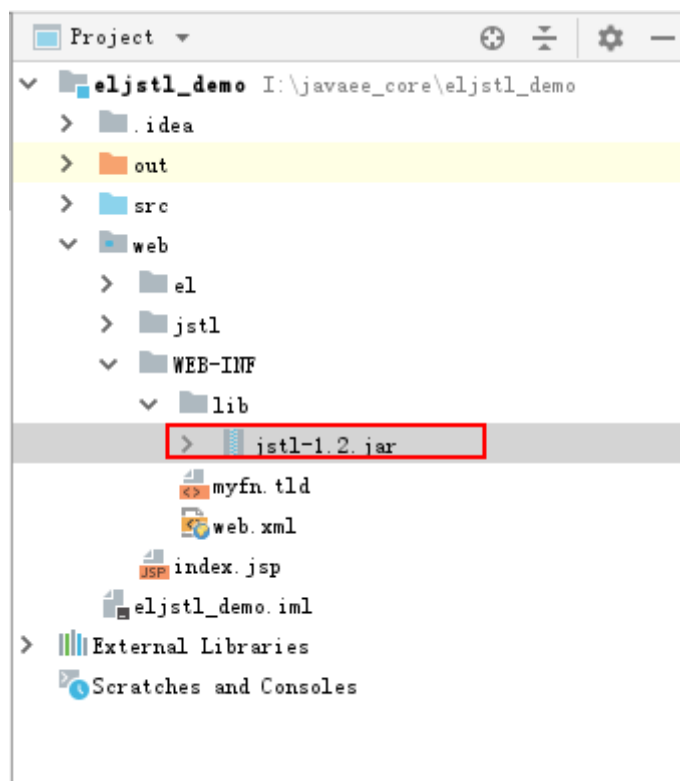 Project
eljstl_demo I:\javaee_core\eljstl_demo
.idea
out
src
web
el
jstl
WEB-INF
lib
jstl-1.2.jar
myfn.tld
web.xml
JSP index.jsp
eljstl_demo.iml
External Libraries
Scratches and Consoles